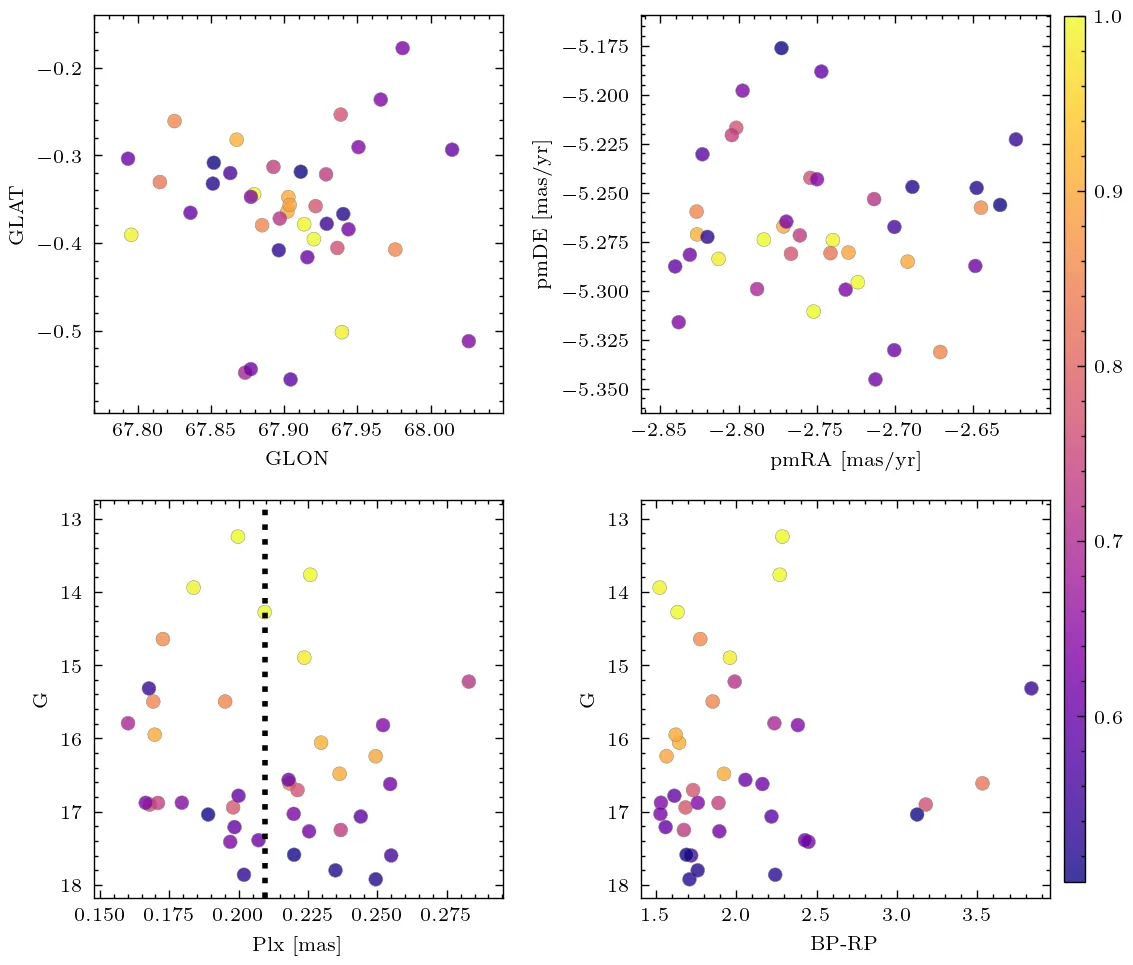 −0.2
−0.3
−0.4
−0.5
GLAT
67.80 67.85 67.90 67.95 68.00
GLON
−5.175
−5.200
−5.225
−5.250
−5.275
−5.300
−5.325
−5.350
pmDE [mas/yr]
−2.85 −2.80 −2.75 −2.70 −2.65
pmRA [mas/yr]
1.0
0.9
0.8
0.7
0.6
13
14
15
16
17
18
G
0.150 0.175 0.200 0.225 0.250 0.275
Plx [mas]
13
14
15
16
17
18
G
1.5 2.0 2.5 3.0 3.5
BP-RP